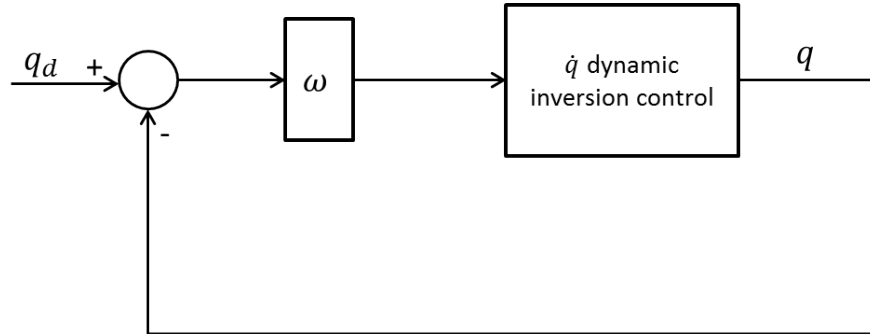 q_d
+
-
ω
q̇ dynamic
inversion control
q